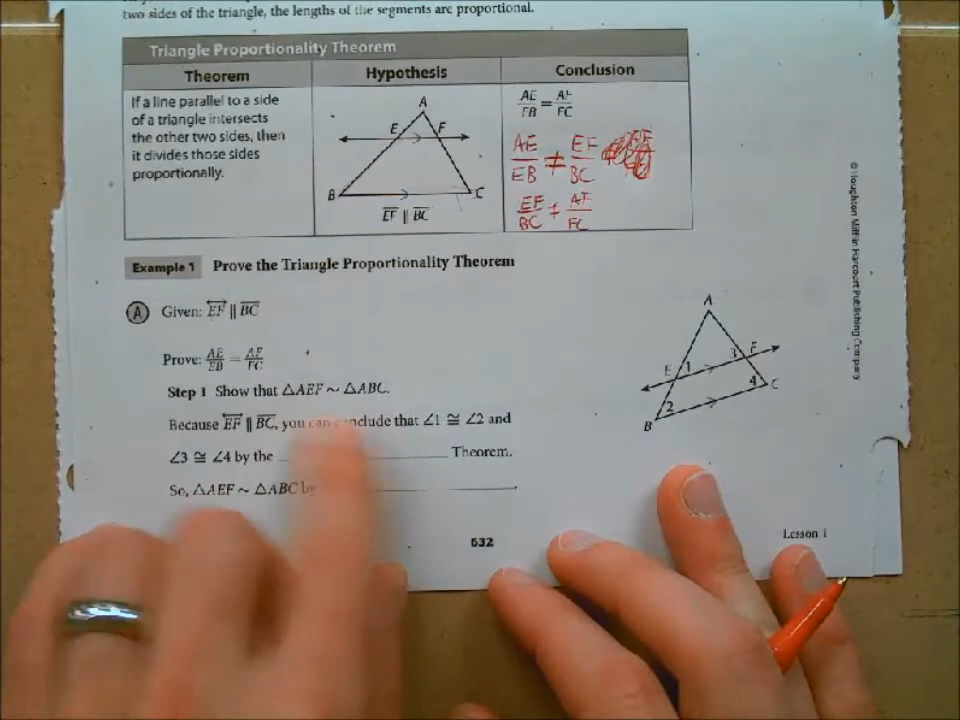 two sides of the triangle, the lengths of the segments are proportional.
Triangle Proportionality Theorem
Theorem Hypothesis Conclusion
If a line parallel to a side
of a triangle intersects
the other two sides, then
it divides those sides
proportionally.
A
E F
B C
EF ∥ BC
AE/EB = AF/FC
AE/EB ≠ EF/BC
EF/BC ≠ AF/FC
Example 1 Prove the Triangle Proportionality Theorem
A Given: EF ∥ BC
Prove: AE/EB = AF/FC
Step 1 Show that △AEF ~ △ABC.
Because EF ∥ BC, you can conclude that ∠1 ≅ ∠2 and
∠3 ≅ ∠4 by the Theorem.
So, △AEF ~ △ABC by
A
3 F
E 1
4 C
2
B
632
Lesson 1
© Houghton Mifflin Harcourt Publishing Company